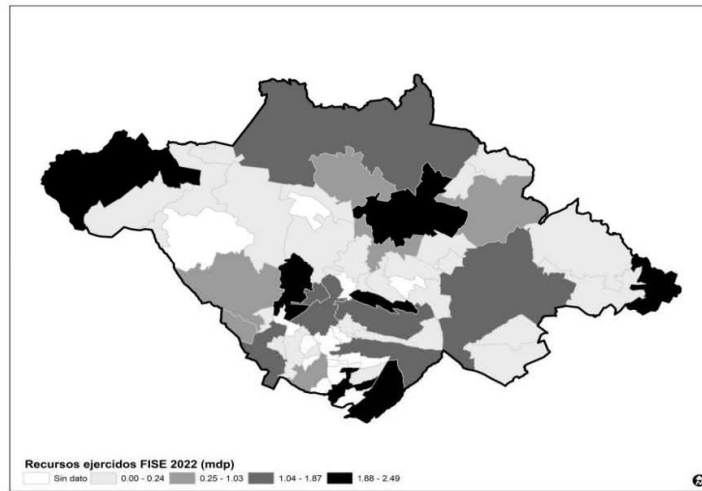 Recursos ejercidos FISE 2022 (mdp)
Sin dato 0.00 - 0.24 0.25 - 1.03 1.04 - 1.87 1.88 - 2.49